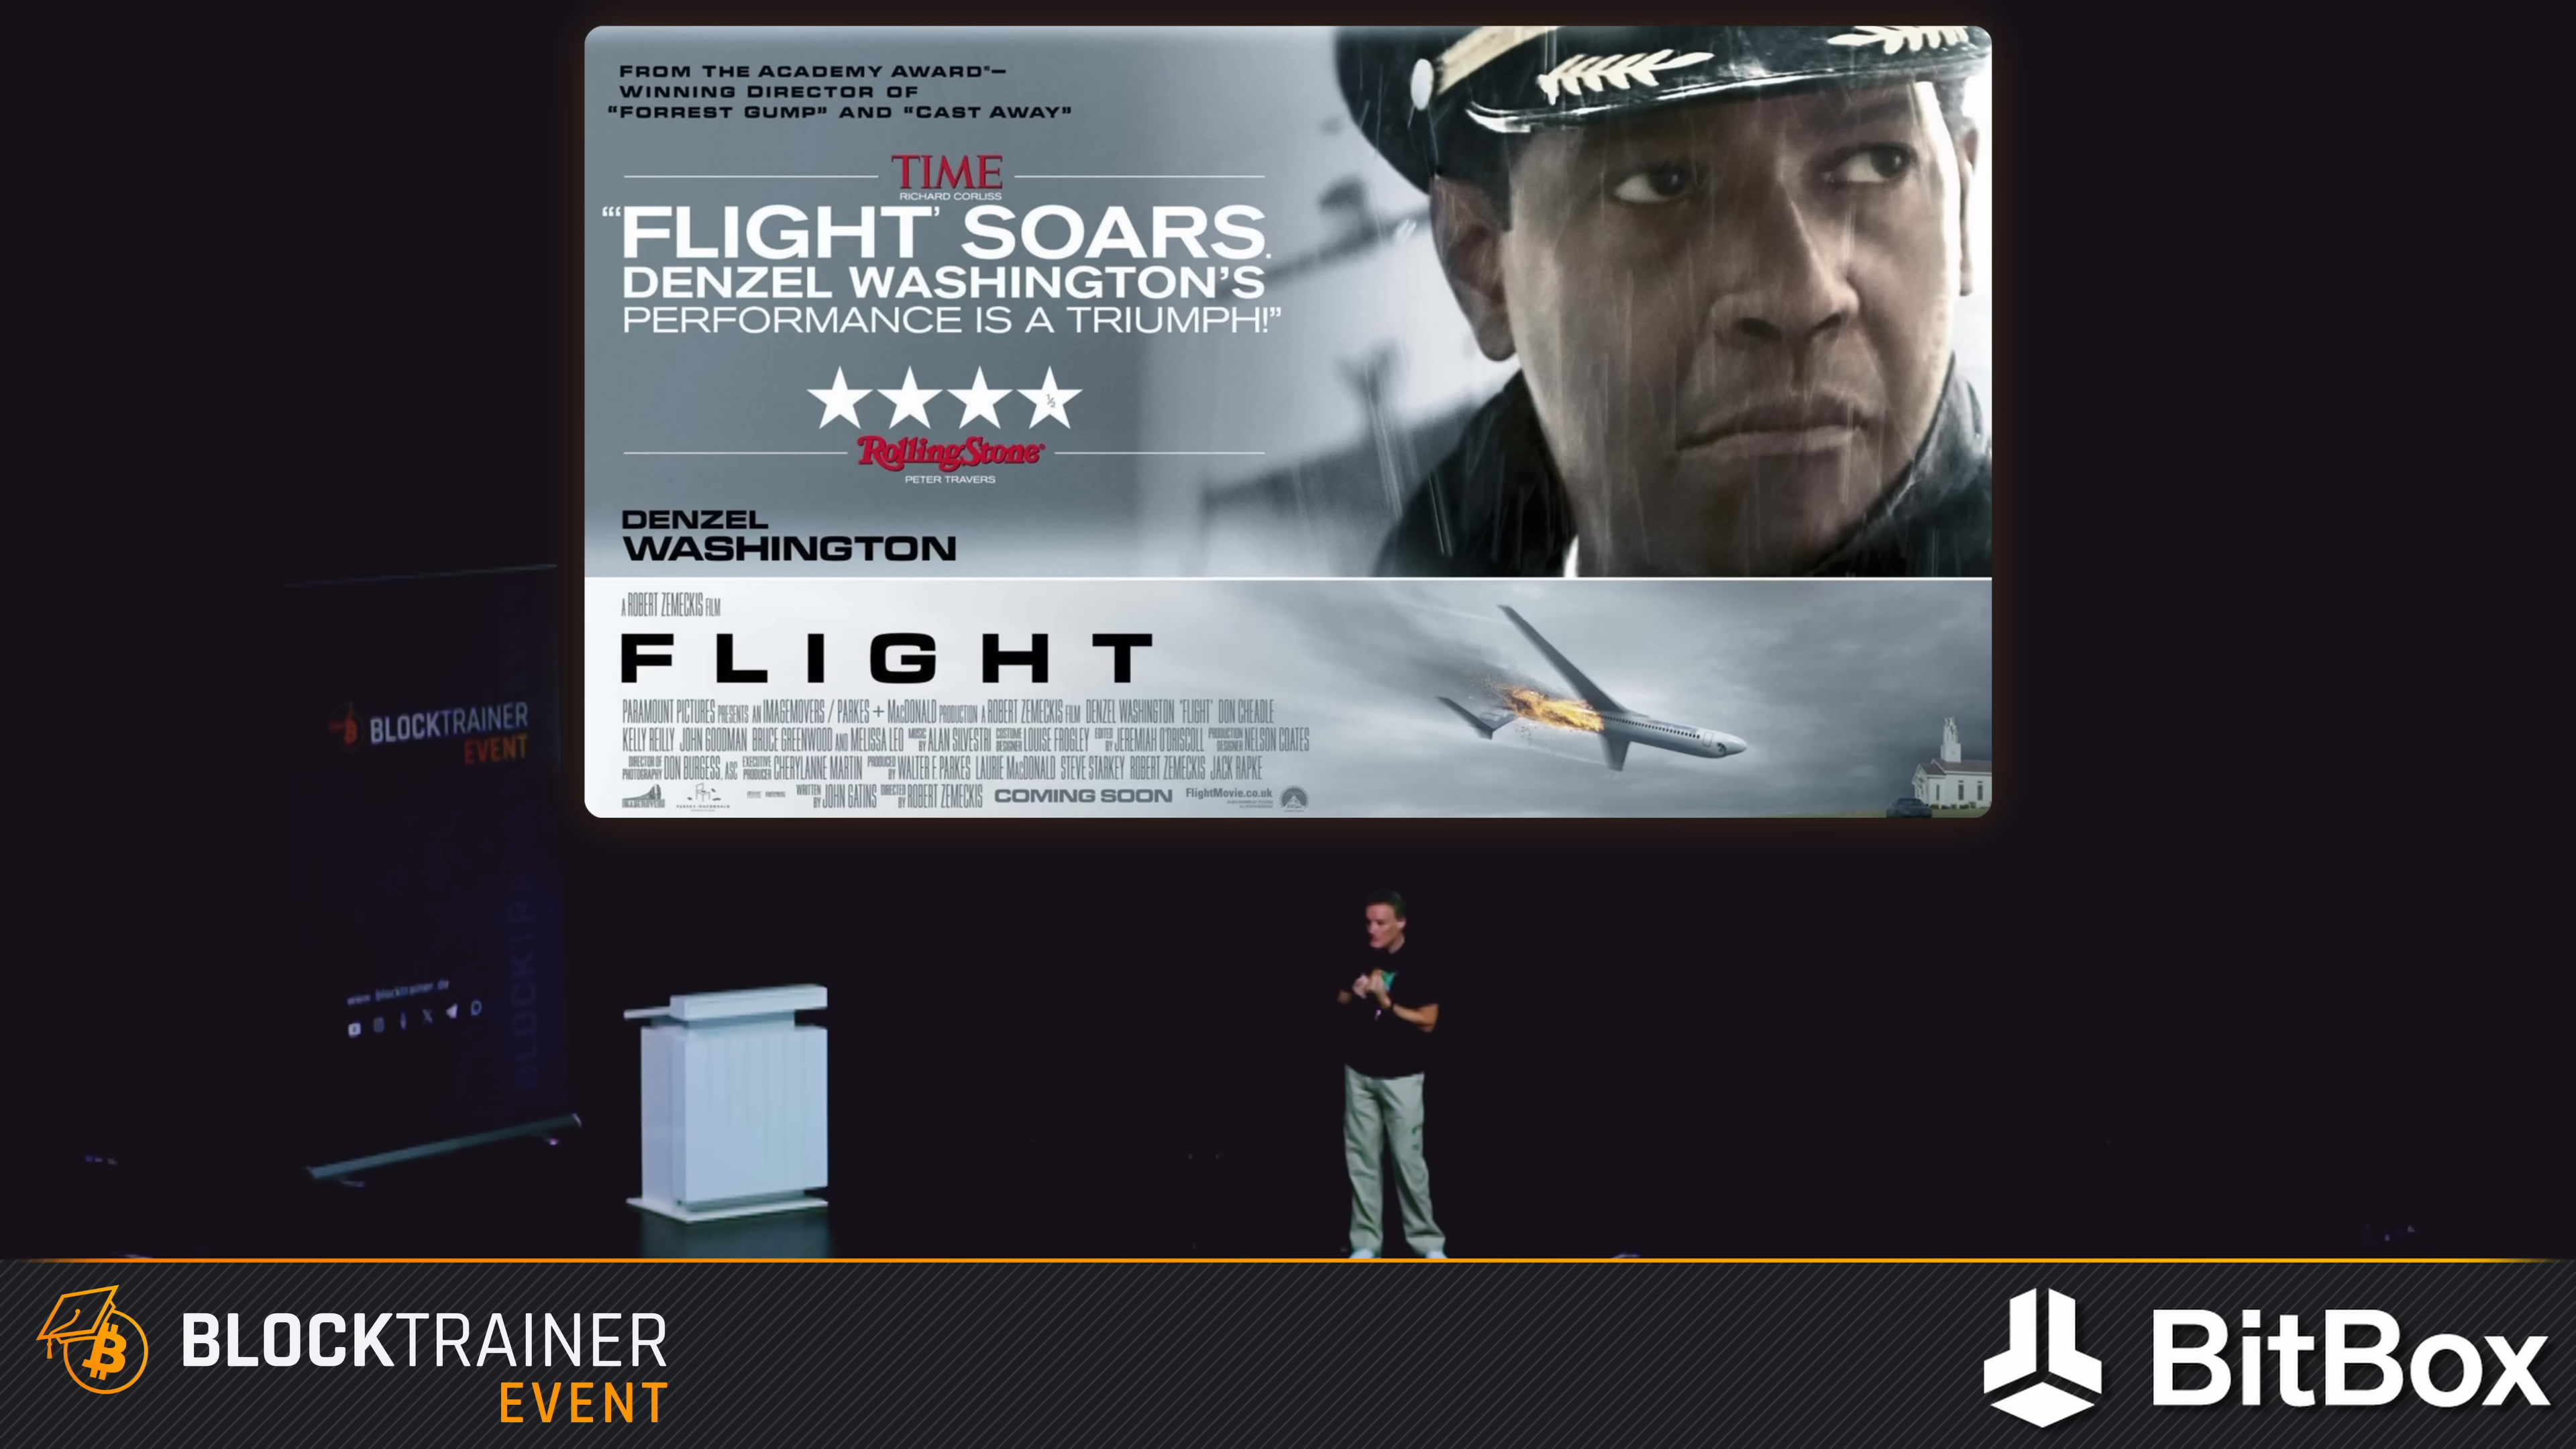 FROM THE ACADEMY AWARD®–
WINNING DIRECTOR OF
“FORREST GUMP” AND “CAST AWAY”
TIME
RICHARD CORLISS
“‘FLIGHT’ SOARS.
DENZEL WASHINGTON’S
PERFORMANCE IS A TRIUMPH!”
½
RollingStone
PETER TRAVERS
DENZEL
WASHINGTON
A ROBERT ZEMECKIS FILM
FLIGHT
PARAMOUNT PICTURES PRESENTS AN IMAGEMOVERS / PARKES + MACDONALD PRODUCTION A ROBERT ZEMECKIS FILM DENZEL WASHINGTON “FLIGHT” DON CHEADLE
KELLY REILLY JOHN GOODMAN BRUCE GREENWOOD AND MELISSA LEO MUSIC BY ALAN SILVESTRI COSTUME DESIGNER LOUISE FROGLEY EDITED BY JEREMIAH O’DRISCOLL PRODUCTION DESIGNER NELSON COATES
DIRECTOR OF PHOTOGRAPHY DON BURGESS, ASC EXECUTIVE PRODUCER CHERYLANNE MARTIN PRODUCED BY WALTER F. PARKES LAURIE MACDONALD STEVE STARKEY ROBERT ZEMECKIS JACK RAPKE
WRITTEN BY JOHN GATINS DIRECTED BY ROBERT ZEMECKIS COMING SOON FlightMovie.co.uk
BLOCKTRAINER
EVENT
www.blocktrainer.de
BLOCKTRAINER EVENT
BLOCKTRAINER
EVENT
BitBox